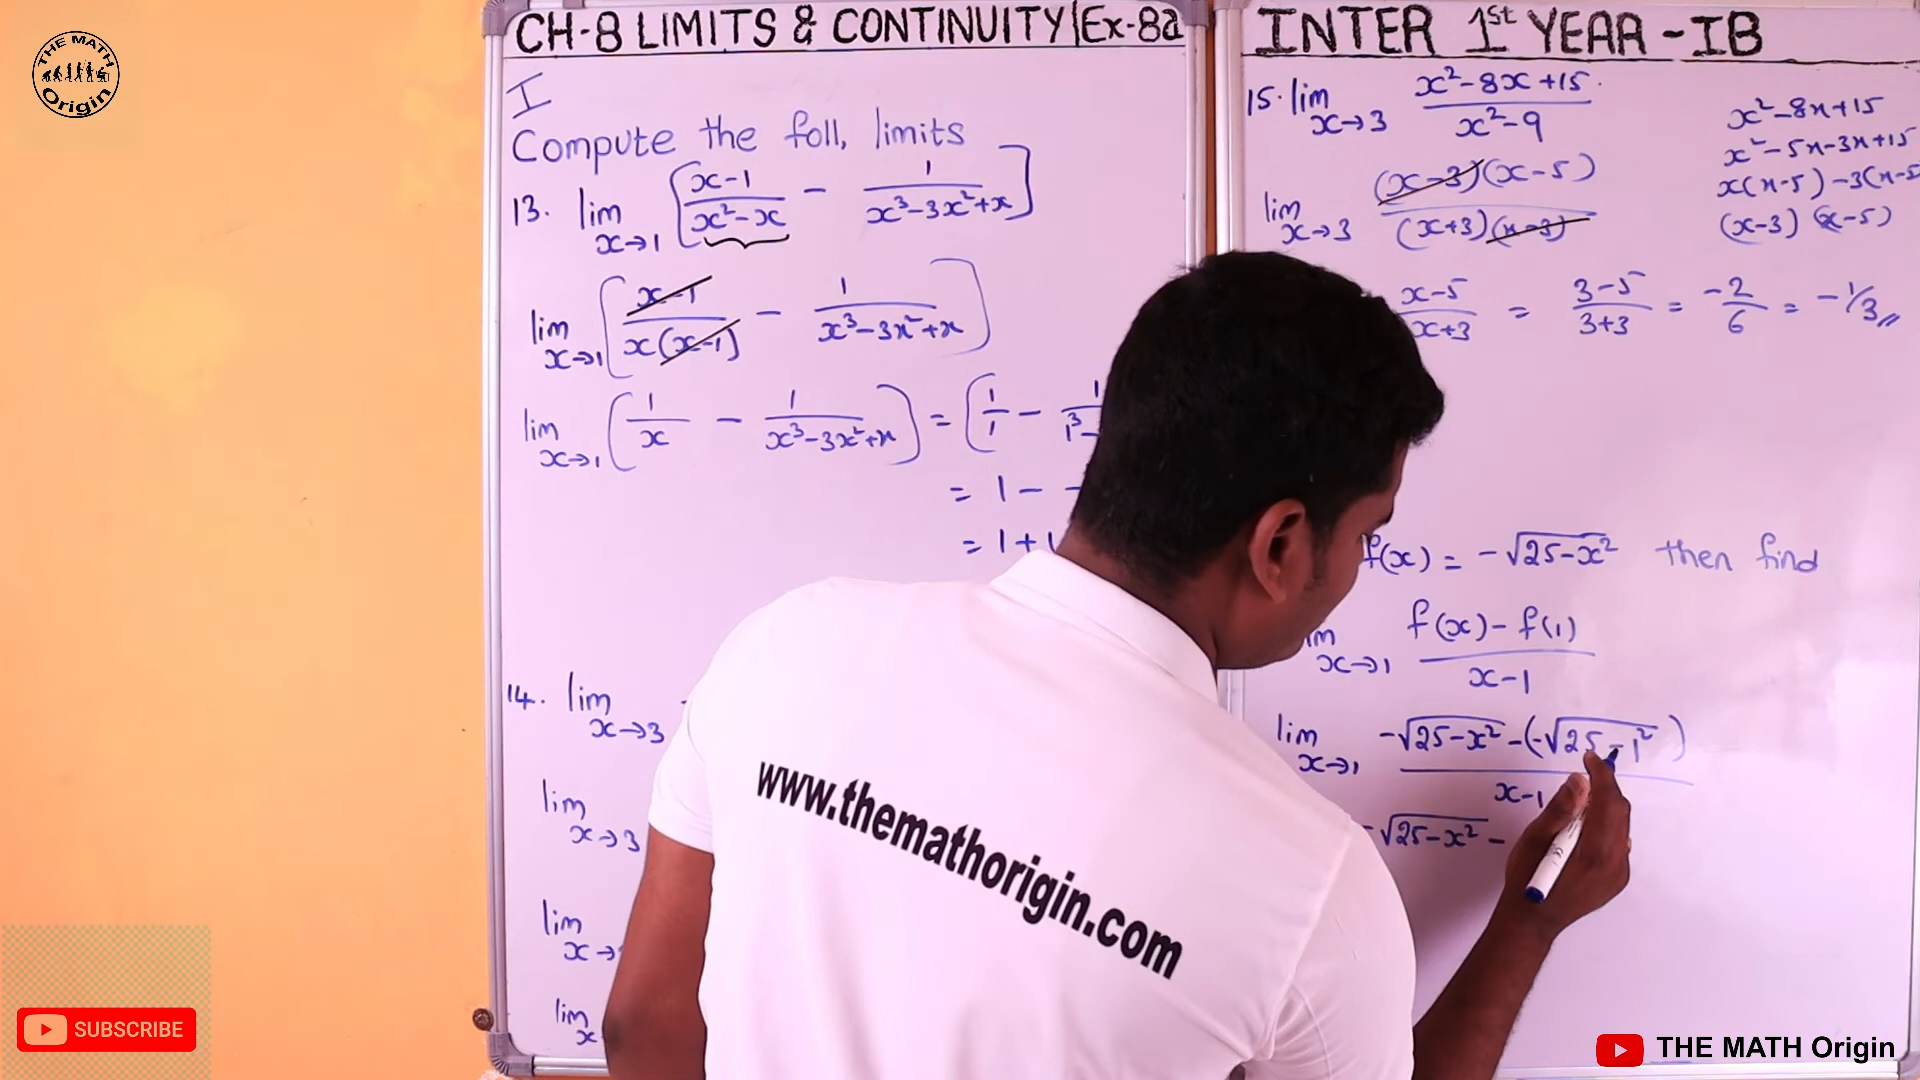 THE MATH
Origin
CH-8 LIMITS & CONTINUITY | Ex-8a
I
Compute the foll, limits
13. lim x→1 [ (x-1)/(x²-x) - 1/(x³-3x²+x) ]
lim x→1 [ (x-1)/(x(x-1)) - 1/(x³-3x²+x) ]
lim x→1 ( 1/x - 1/(x³-3x²+x) ) = ( 1/1 - 1/1³-
= 1 - -
= 1+1
14. lim x→3
lim x→3
lim x→
lim x
INTER 1st YEAR - IB
15. lim x→3 (x²-8x+15)/(x²-9)
lim x→3 (x-3)(x-5)/(x+3)(x-3)
(x-5)/(x+3) = (3-5)/(3+3) = -2/6 = -1/3 //
x²-8x+15
x²-5x-3x+15
x(x-5)-3(x-5
(x-3) (x-5)
f(x) = -√25-x² then find
im x→1 (f(x)-f(1))/(x-1)
lim x→1 (-√25-x² -(-√25-1²))/(x-1)
-√25-x² -
www.themathorigin.com
SUBSCRIBE
THE MATH Origin